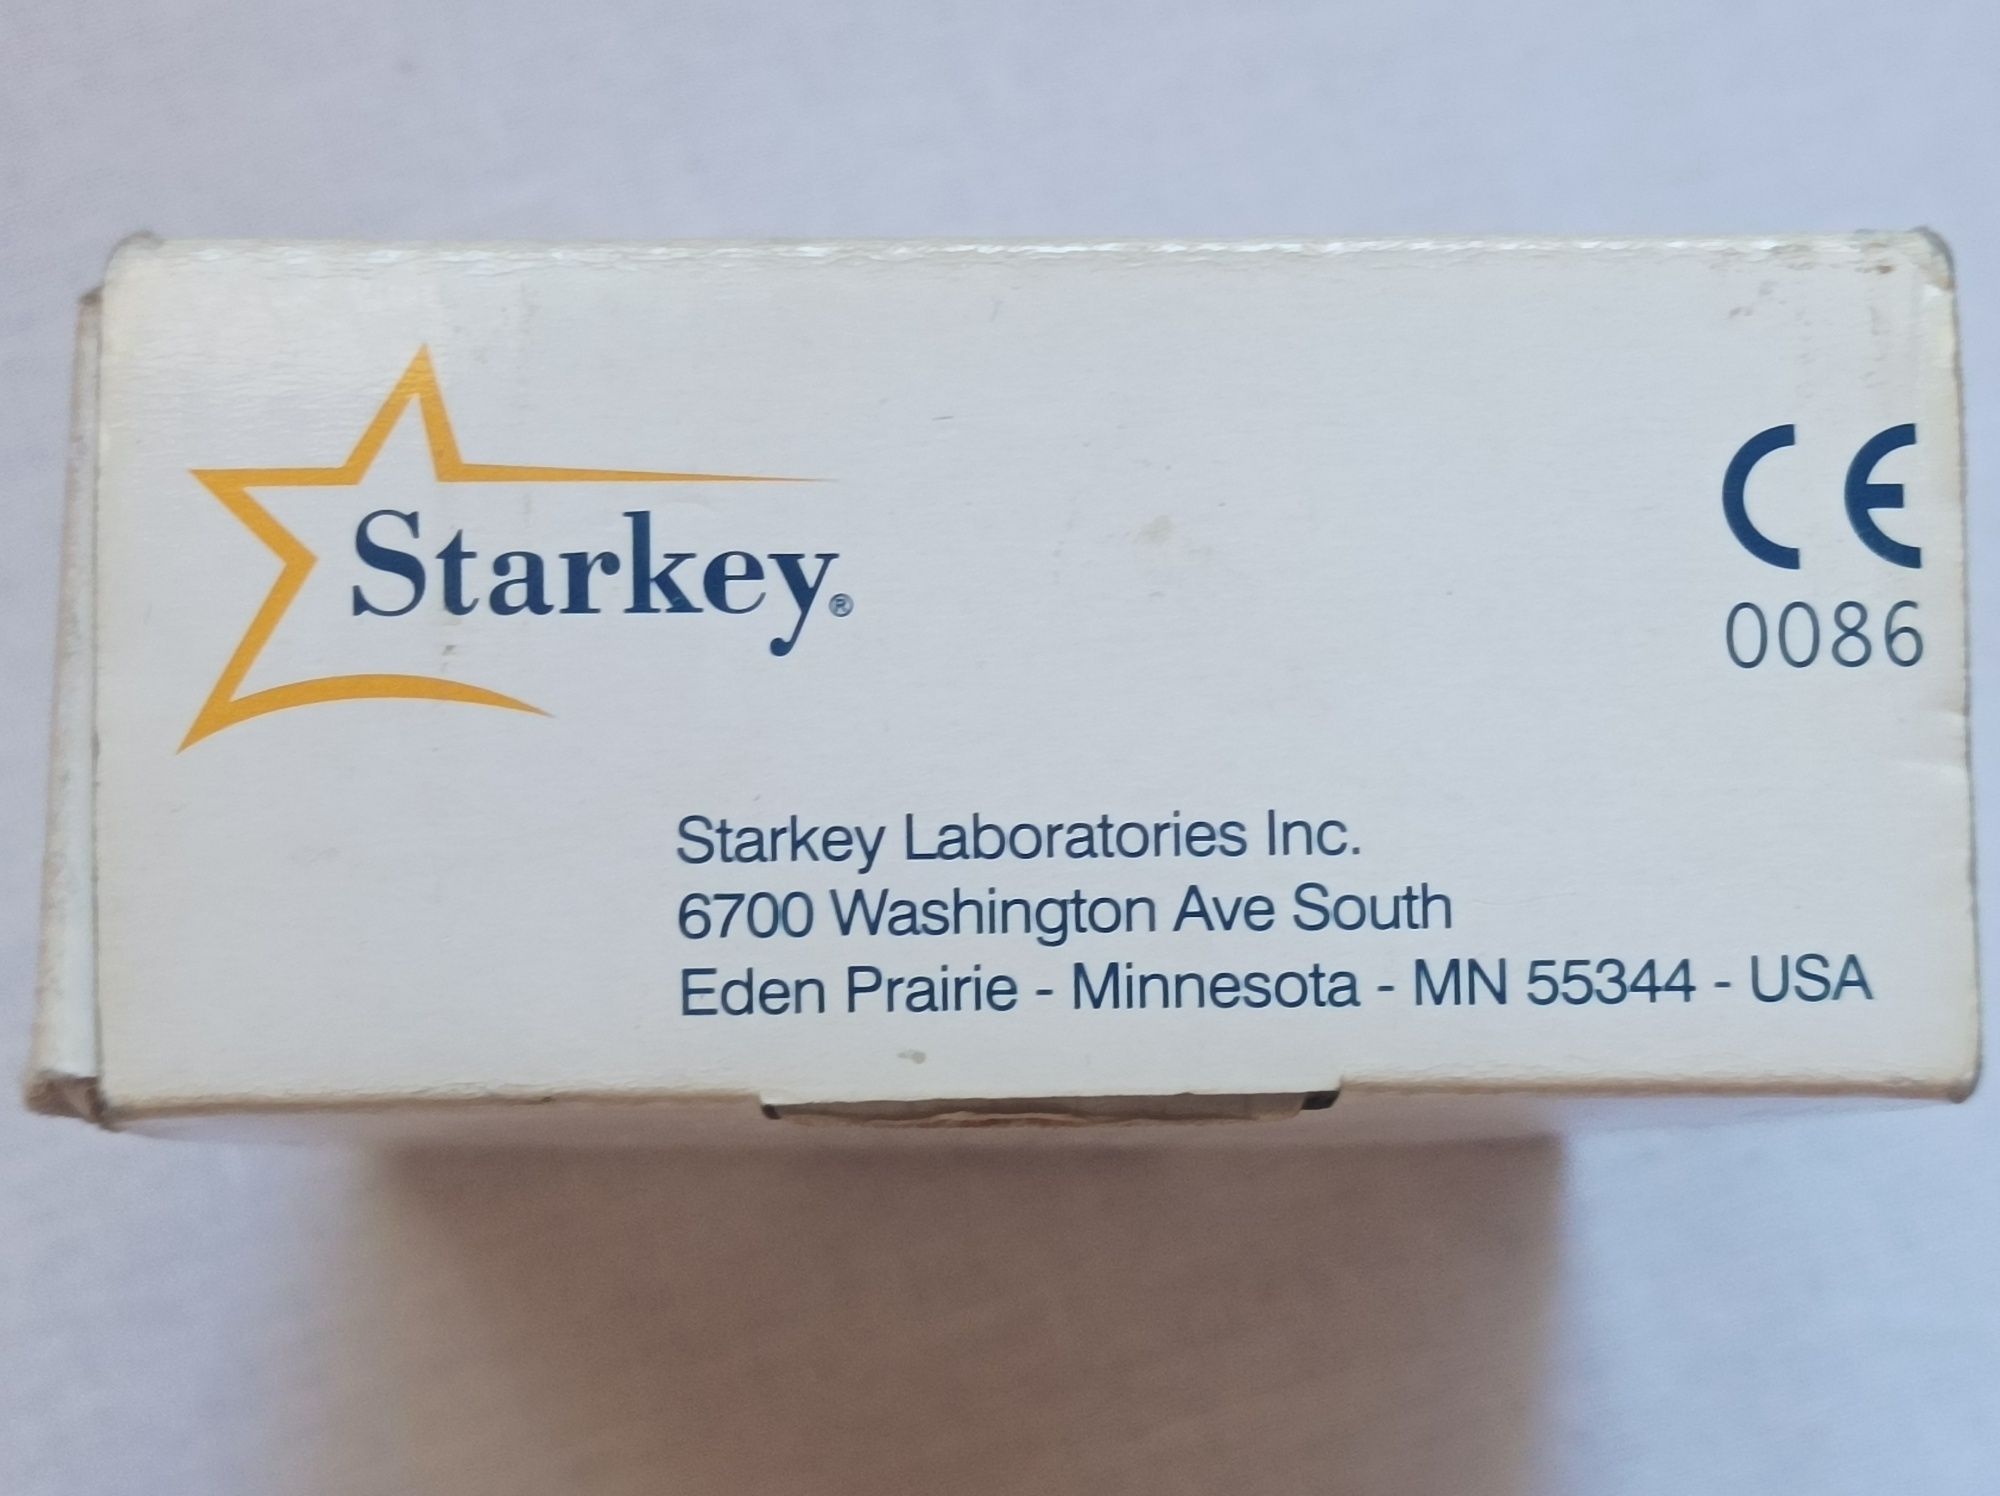 Starkey®
CE
0086
Starkey Laboratories Inc.
6700 Washington Ave South
Eden Prairie - Minnesota - MN 55344 - USA